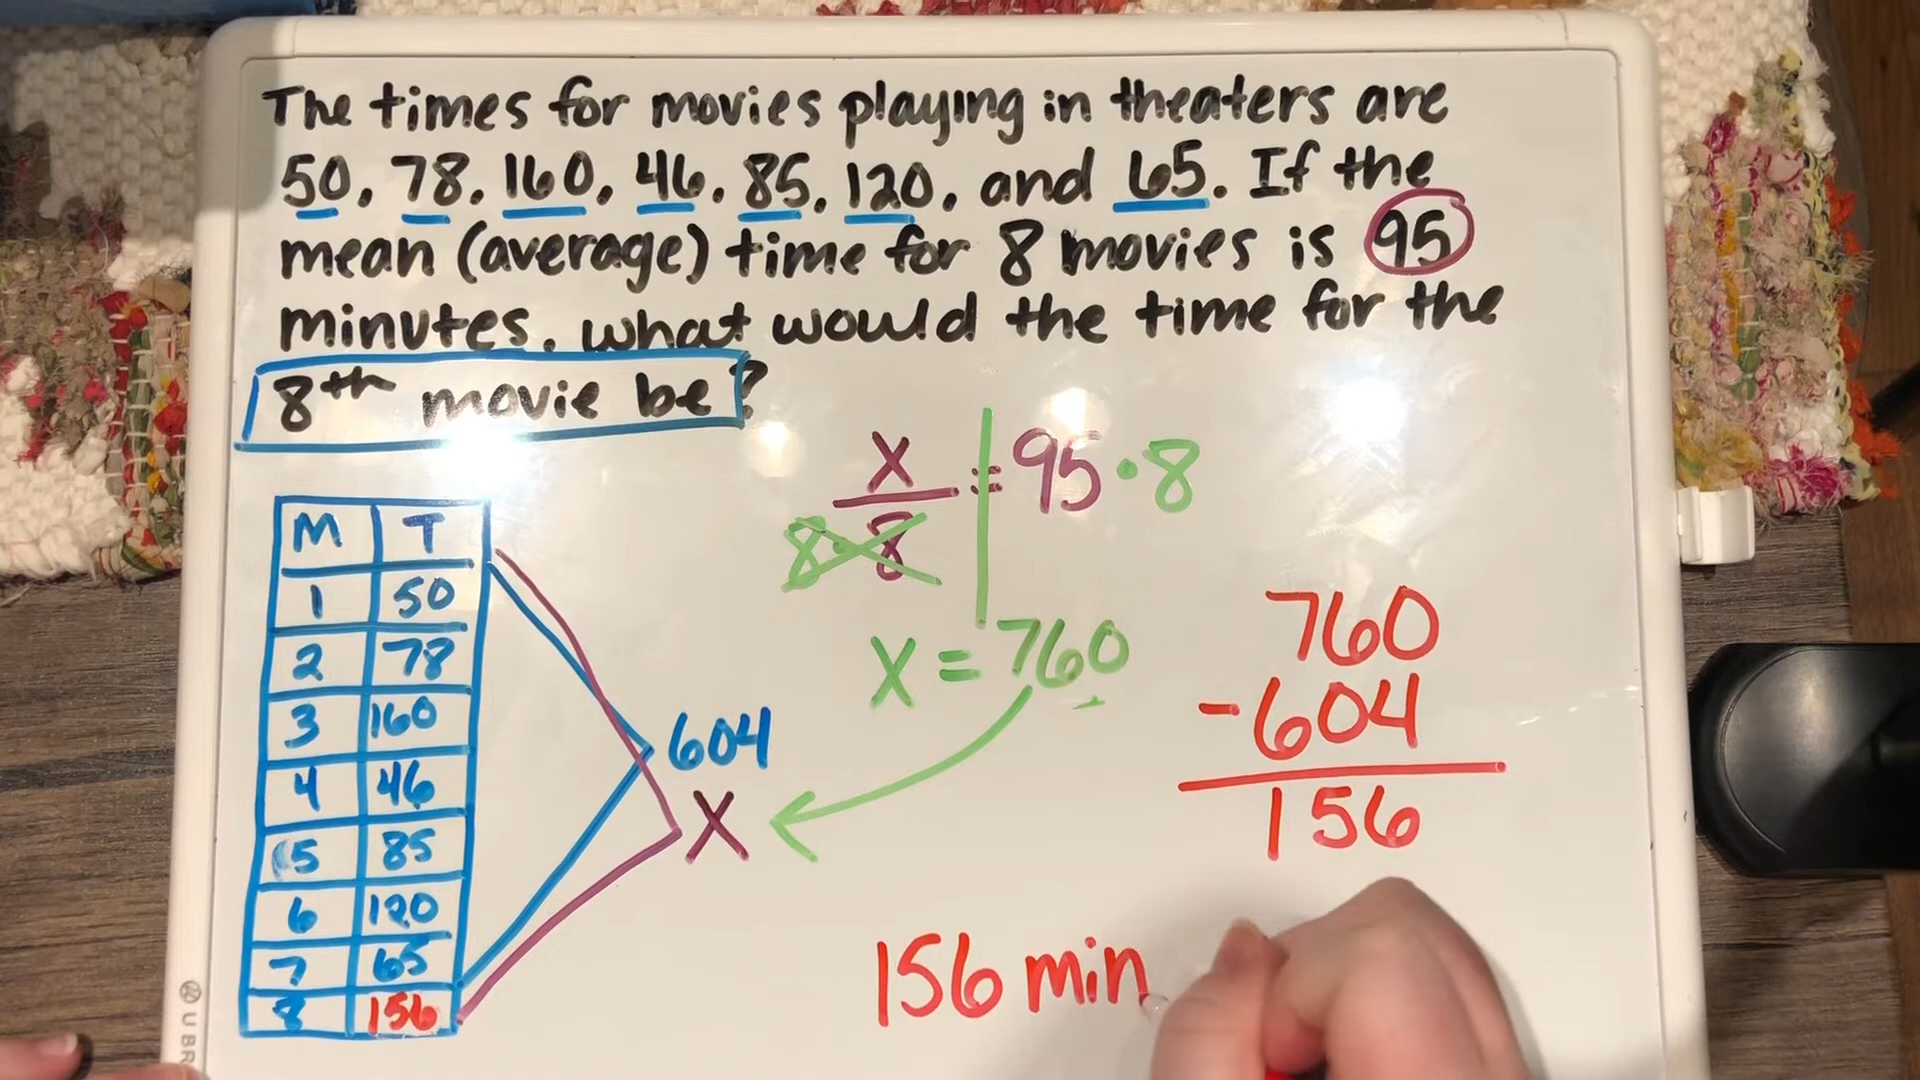 The times for movies playing in theaters are
50, 78, 160, 46, 85, 120, and 65. If the
mean (average) time for 8 movies is 95
minutes, what would the time for the
8th movie be?
x/8·8 = 95·8
x = 760
M T
1 50
2 78
3 160
4 46
5 85
6 120
7 65
8 156
604
X
760
-604
156
156 min
UBR